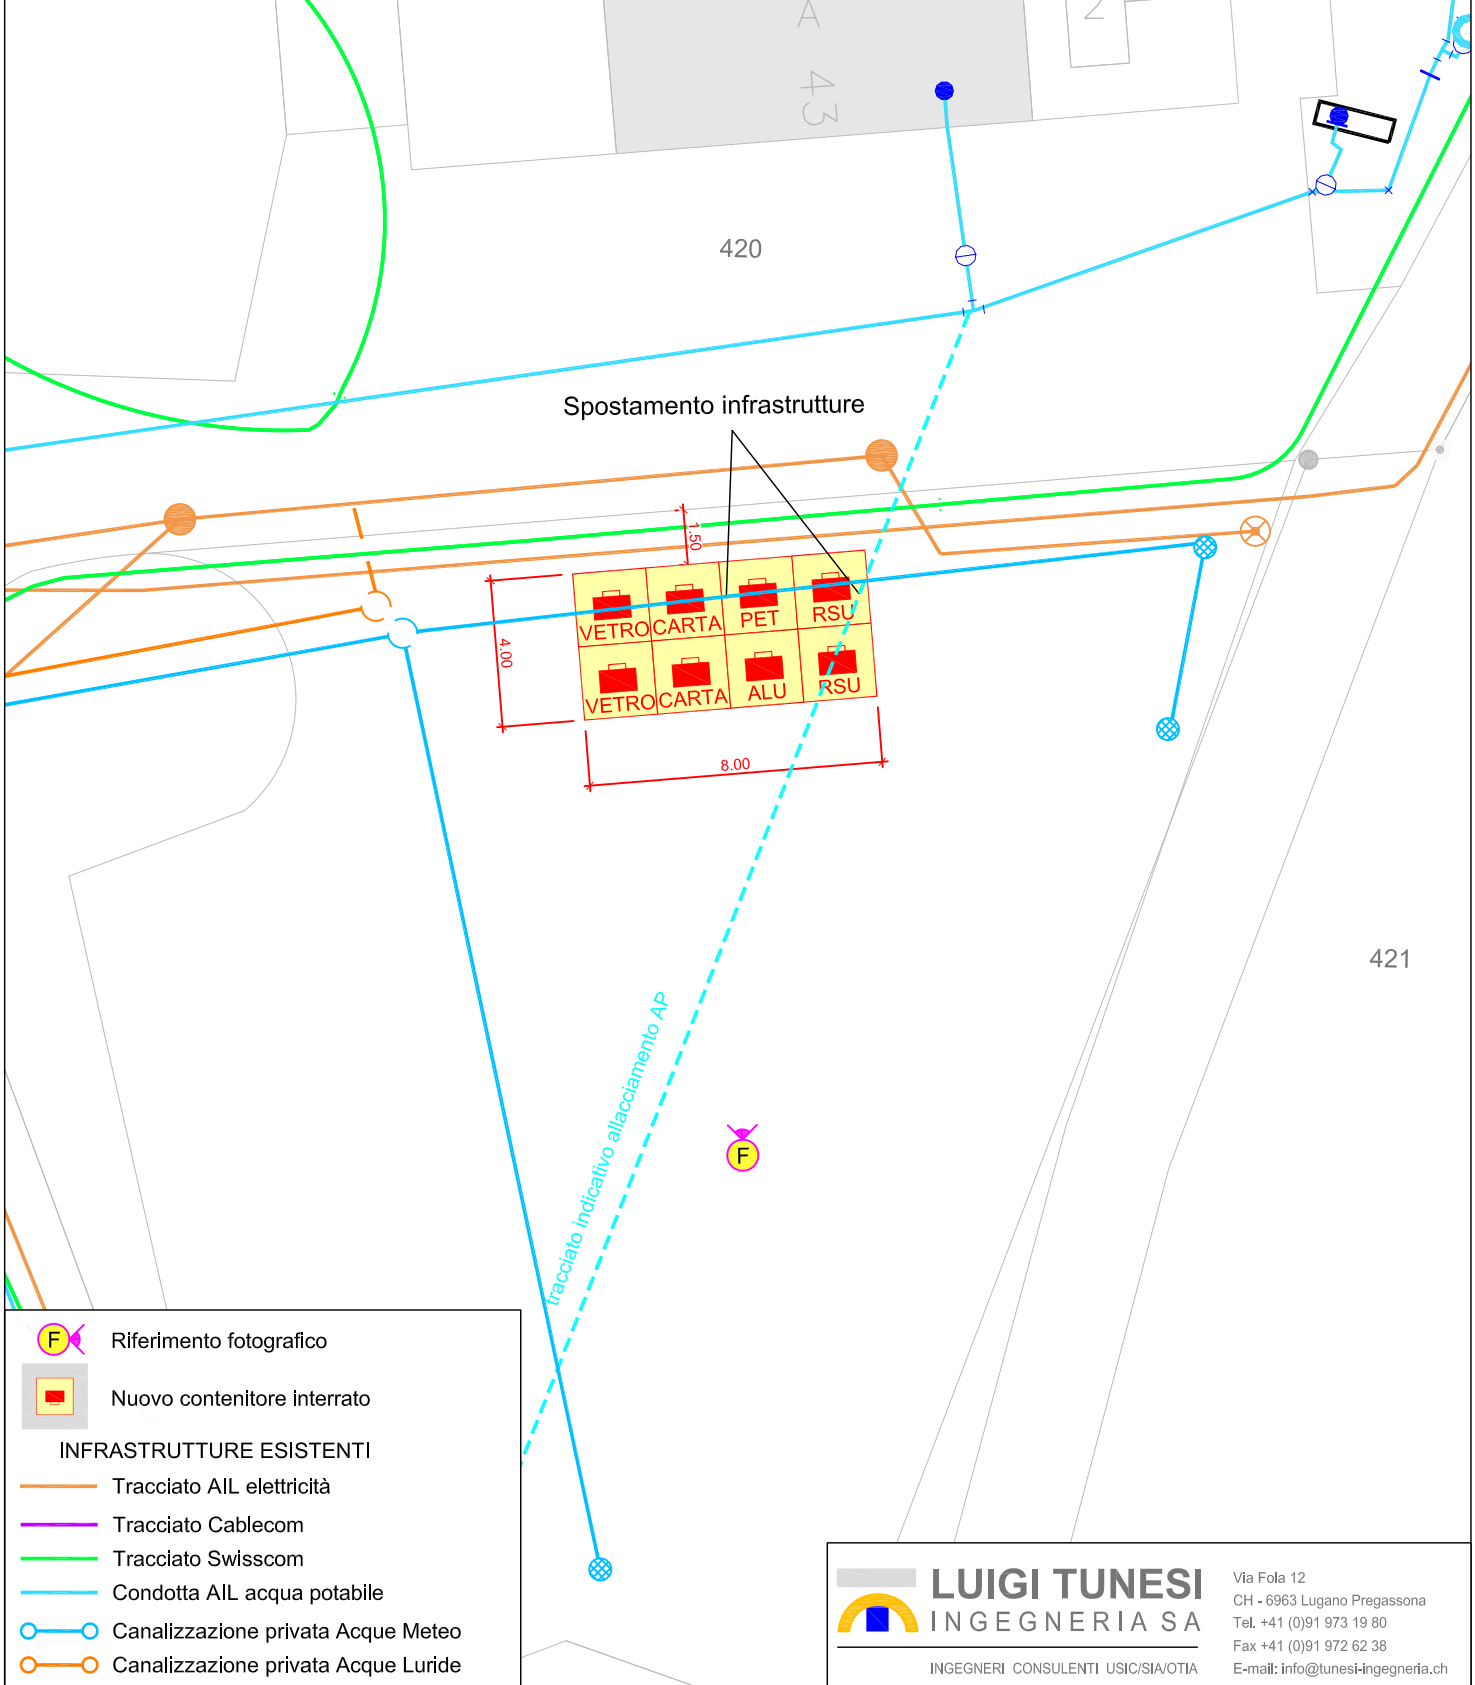 A
43
2
420
Spostamento infrastrutture
1.50
4.00
VETRO CARTA PET RSU
VETRO CARTA ALU RSU
8.00
421
tracciato indicativo allacciamento AP
F
F Riferimento fotografico
Nuovo contenitore interrato
INFRASTRUTTURE ESISTENTI
Tracciato AIL elettricità
Tracciato Cablecom
Tracciato Swisscom
Condotta AIL acqua potabile
Canalizzazione privata Acque Meteo
Canalizzazione privata Acque Luride
LUIGI TUNESI
INGEGNERIA SA
INGEGNERI CONSULENTI USIC/SIA/OTIA
Via Fola 12
CH - 6963 Lugano Pregassona
Tel. +41 (0)91 973 19 80
Fax +41 (0)91 972 62 38
E-mail: info@tunesi-ingegneria.ch